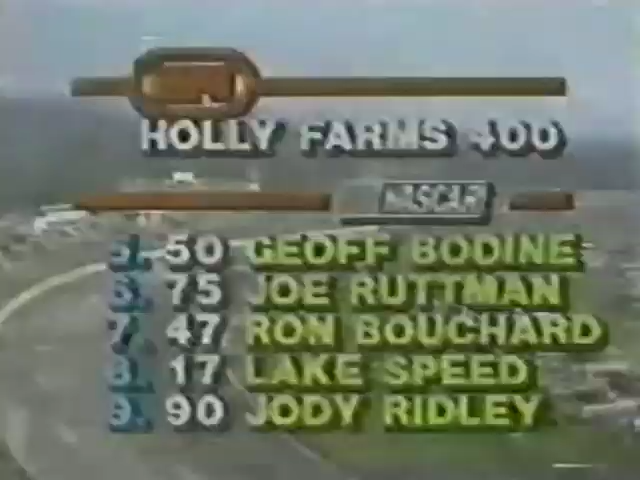 HOLLY FARMS 400
NASCAR
5. 50 GEOFF BODINE
6. 75 JOE RUTTMAN
7. 47 RON BOUCHARD
8. 17 LAKE SPEED
9. 90 JODY RIDLEY